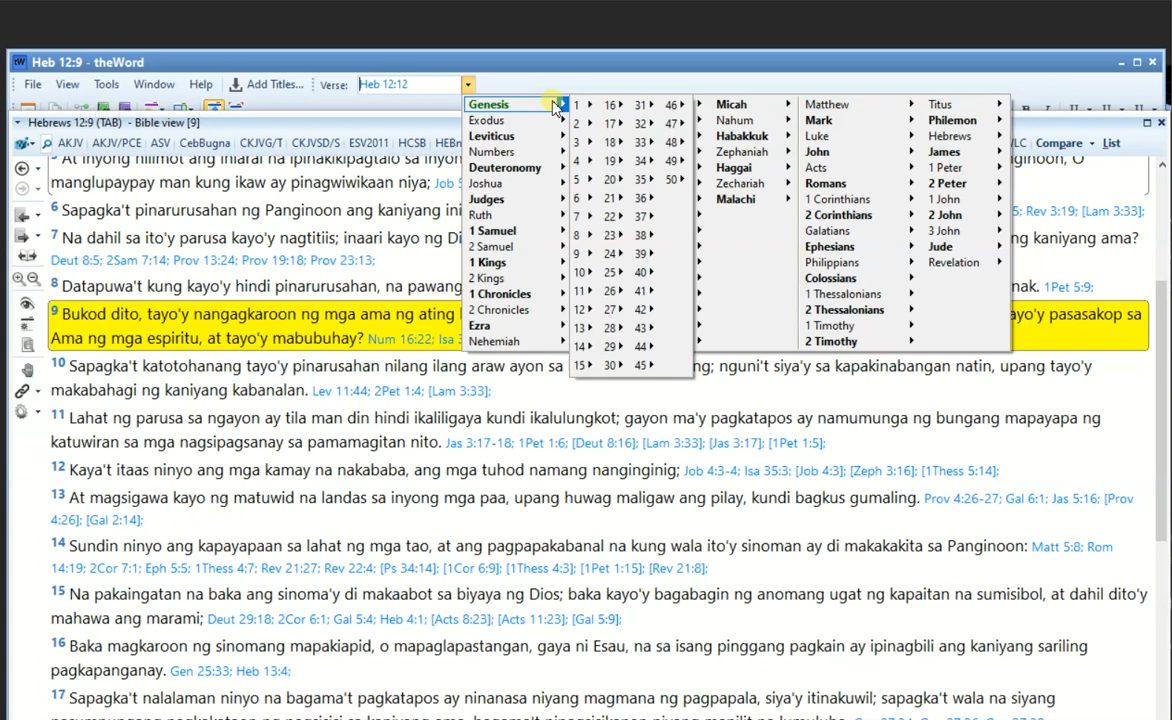 Heb 12:9 - theWord
File View Tools Window Help Add Titles... Verse: Heb 12:12
Hebrews 12:9 (TAB) - Bible view [9]
AKJV AKJV/PCE ASV CebBugna CKJVG/T CKJVSD/S ESV2011 HCSB Compare List
Genesis 1 16 31 46 Micah Matthew Titus
Exodus 2 17 32 47 Nahum Mark Philemon
Leviticus 3 18 33 48 Habakkuk Luke Hebrews
Numbers 4 19 34 49 Zephaniah John James
Deuteronomy 5 20 35 50 Haggai Acts 1 Peter
Joshua 6 21 36 Zechariah Romans 2 Peter
Judges 7 22 37 Malachi 1 Corinthians 1 John
Ruth 8 23 38 2 Corinthians 2 John
1 Samuel 9 24 39 Galatians 3 John
2 Samuel 10 25 40 Ephesians Jude
1 Kings 11 26 41 Philippians Revelation
2 Kings 12 27 42 Colossians
1 Chronicles 13 28 43 1 Thessalonians
2 Chronicles 14 29 44 2 Thessalonians
Ezra 15 30 45 1 Timothy
Nehemiah 2 Timothy
At inyong nilimot ang iniaral na ipinakikipagtalo sa inyo
manglupaypay man kung ikaw ay pinagwiwikaan niya; Job
6 Sapagka't pinarurusahan ng Panginoon ang kaniyang ini 5; Rev 3:19; [Lam 3:33];
7 Na dahil sa ito'y parusa kayo'y nagtitiis; inaari kayo ng Di ng kaniyang ama?
Deut 8:5; 2Sam 7:14; Prov 13:24; Prov 19:18; Prov 23:13;
8 Datapuwa't kung kayo'y hindi pinarurusahan, na pawang nak. 1Pet 5:9;
9 Bukod dito, tayo'y nangagkaroon ng mga ama ng ating ayo'y pasasakop sa
Ama ng mga espiritu, at tayo'y mabubuhay? Num 16:22; Isa
10 Sapagka't katotohanang tayo'y pinarurusahan nilang ilang araw ayon sa ng; nguni't siya'y sa kapakinabangan natin, upang tayo'y
makabahagi ng kaniyang kabanalan. Lev 11:44; 2Pet 1:4; [Lam 3:33];
11 Lahat ng parusa sa ngayon ay tila man din hindi ikaliligaya kundi ikalulungkot; gayon ma'y pagkatapos ay namumunga ng bungang mapayapa ng
katuwiran sa mga nagsipagsanay sa pamamagitan nito. Jas 3:17-18; 1Pet 1:6; [Deut 8:16]; [Lam 3:33]; [Jas 3:17]; [1Pet 1:5];
12 Kaya't itaas ninyo ang mga kamay na nakababa, ang mga tuhod namang nanginginig; Job 4:3-4; Isa 35:3; [Job 4:3]; [Zeph 3:16]; [1Thess 5:14];
13 At magsigawa kayo ng matuwid na landas sa inyong mga paa, upang huwag maligaw ang pilay, kundi bagkus gumaling. Prov 4:26-27; Gal 6:1; Jas 5:16; [Prov
4:26]; [Gal 2:14];
14 Sundin ninyo ang kapayapaan sa lahat ng mga tao, at ang pagpapakabanal na kung wala ito'y sinoman ay di makakakita sa Panginoon: Matt 5:8; Rom
14:19; 2Cor 7:1; Eph 5:5; 1Thess 4:7; Rev 21:27; Rev 22:4; [Ps 34:14]; [1Cor 6:9]; [1Thess 4:3]; [1Pet 1:15]; [Rev 21:8];
15 Na pakaingatan na baka ang sinoma'y di makaabot sa biyaya ng Dios; baka kayo'y bagabagin ng anomang ugat ng kapaitan na sumisibol, at dahil dito'y
mahawa ang marami; Deut 29:18; 2Cor 6:1; Gal 5:4; Heb 4:1; [Acts 8:23]; [Acts 11:23]; [Gal 5:9];
16 Baka magkaroon ng sinomang mapakiapid, o mapaglapastangan, gaya ni Esau, na sa isang pinggang pagkain ay ipinagbili ang kaniyang sariling
pagkapanganay. Gen 25:33; Heb 13:4;
17 Sapagka't nalalaman ninyo na bagama't pagkatapos ay ninanasa niyang magmana ng pagpapala, siya'y itinakuwil; sapagka't wala na siyang